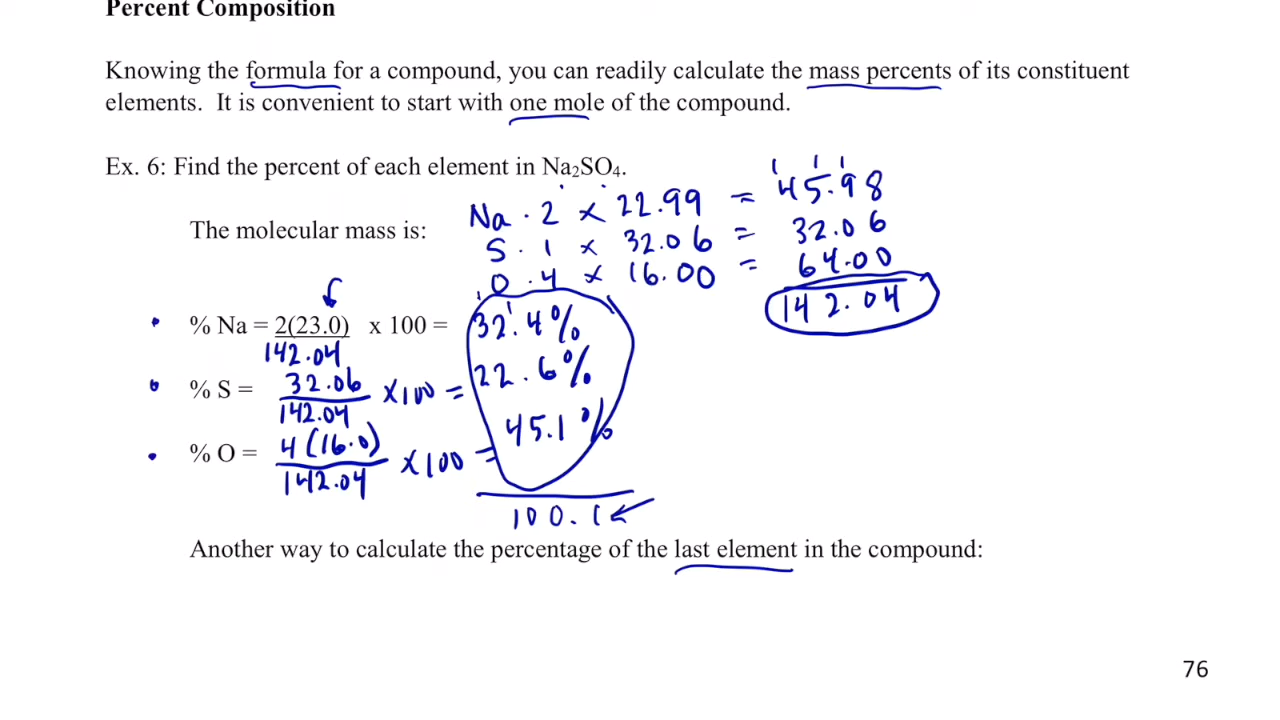 Percent Composition
Knowing the formula for a compound, you can readily calculate the mass percents of its constituent
elements. It is convenient to start with one mole of the compound.
Ex. 6: Find the percent of each element in Na₂SO₄.
Na · 2 × 22.99 = 45.98
The molecular mass is:
S · 1 × 32.06 = 32.06
O · 4 × 16.00 = 64.00
142.04
• % Na = 2(23.0) x 100 = 32.4%
142.04
• % S = 32.06 × 100 = 22.6%
142.04
• % O = 4(16.0) × 100 = 45.1%
142.04
100.1
Another way to calculate the percentage of the last element in the compound:
76